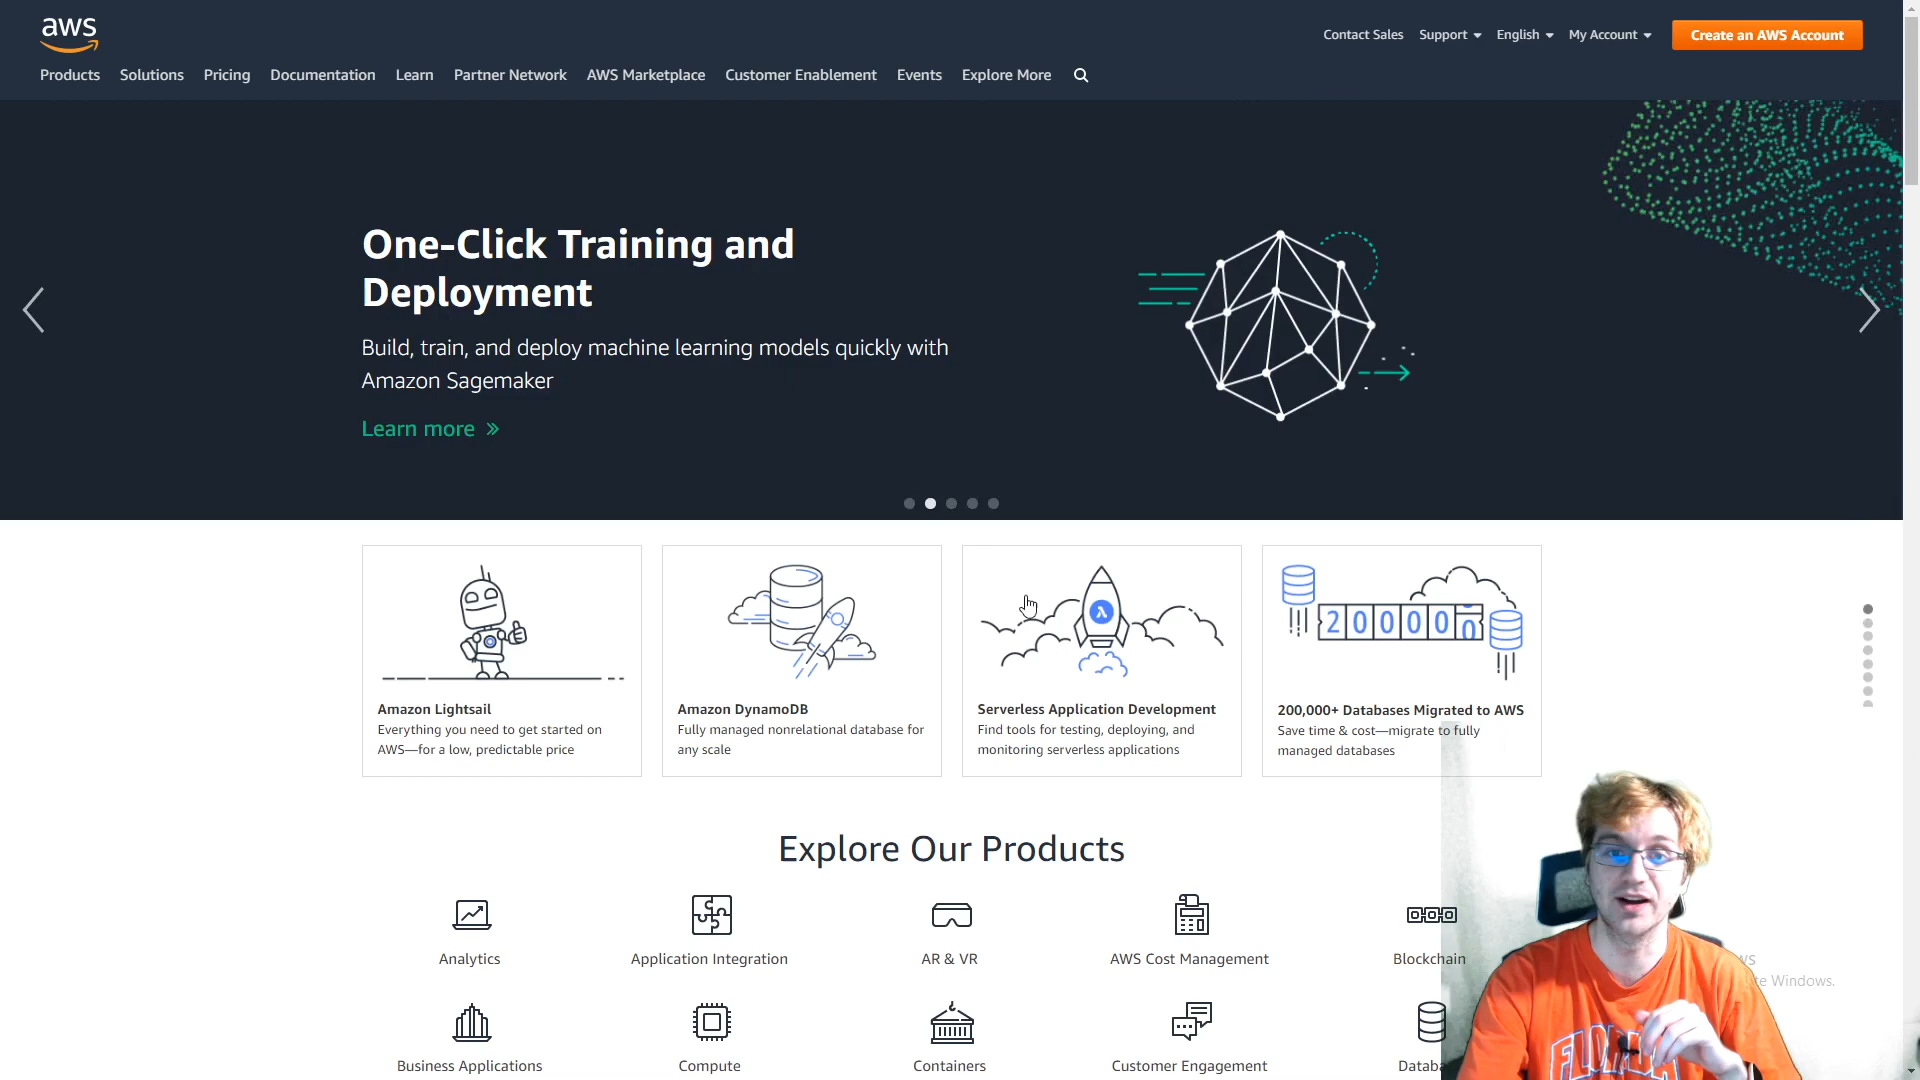 aws
Contact Sales Support English My Account Create an AWS Account
Products Solutions Pricing Documentation Learn Partner Network AWS Marketplace Customer Enablement Events Explore More
One-Click Training and
Deployment
Build, train, and deploy machine learning models quickly with
Amazon Sagemaker
Learn more »
200000
Amazon Lightsail
Everything you need to get started on
AWS—for a low, predictable price
Amazon DynamoDB
Fully managed nonrelational database for
any scale
Serverless Application Development
Find tools for testing, deploying, and
monitoring serverless applications
200,000+ Databases Migrated to AWS
Save time & cost—migrate to fully
managed databases
Explore Our Products
Analytics
Application Integration
AR & VR
AWS Cost Management
Blockchain
Business Applications
Compute
Containers
Customer Engagement
Windows.